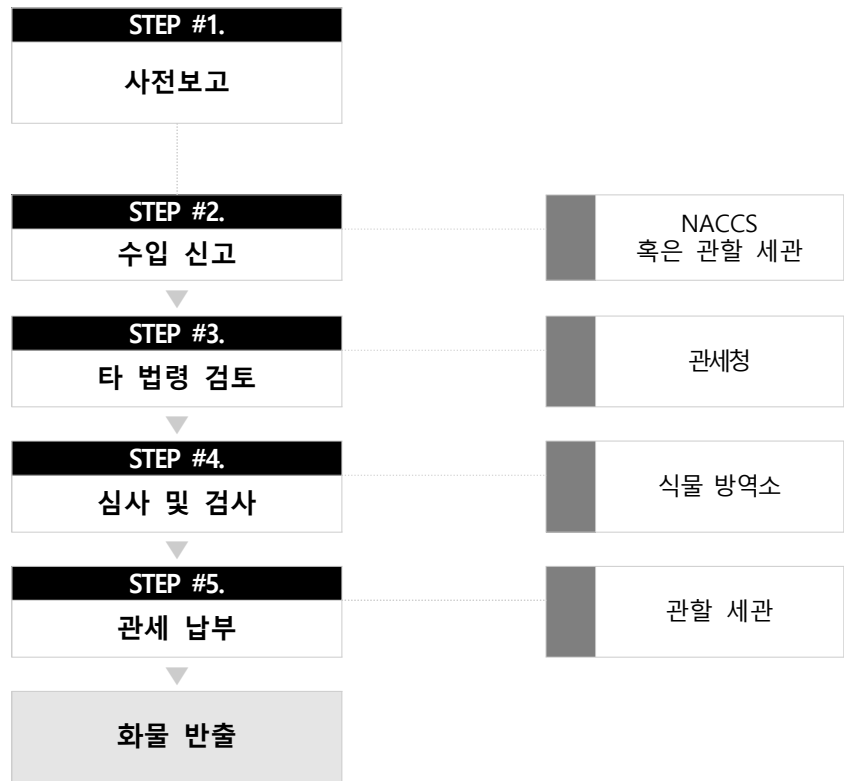 STEP #1.
사전보고
STEP #2.
수입 신고
NACCS
혹은 관할 세관
STEP #3.
타 법령 검토
관세청
STEP #4.
심사 및 검사
식물 방역소
STEP #5.
관세 납부
관할 세관
화물 반출